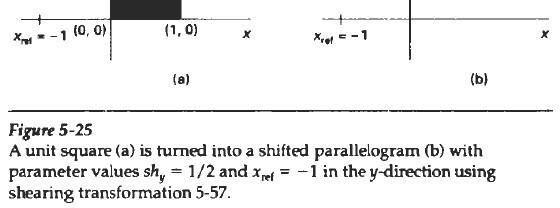 x_ref = -1 (0, 0) (1, 0) x x_ref = -1 x
(a) (b)
Figure 5-25
A unit square (a) is turned into a shifted parallelogram (b) with
parameter values sh_y = 1/2 and x_ref = -1 in the y-direction using
shearing transformation 5-57.